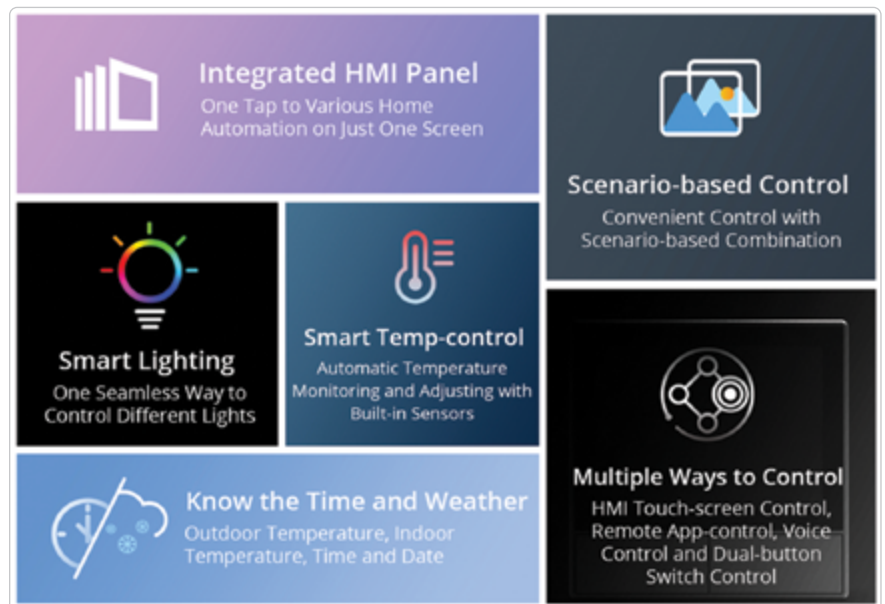 Integrated HMI Panel
One Tap to Various Home
Automation on Just One Screen
Scenario-based Control
Convenient Control with
Scenario-based Combination
Smart Lighting
One Seamless Way to
Control Different Lights
Smart Temp-control
Automatic Temperature
Monitoring and Adjusting with
Built-in Sensors
Multiple Ways to Control
HMI Touch-screen Control,
Remote App-control, Voice
Control and Dual-button
Switch Control
Know the Time and Weather
Outdoor Temperature, Indoor
Temperature, Time and Date